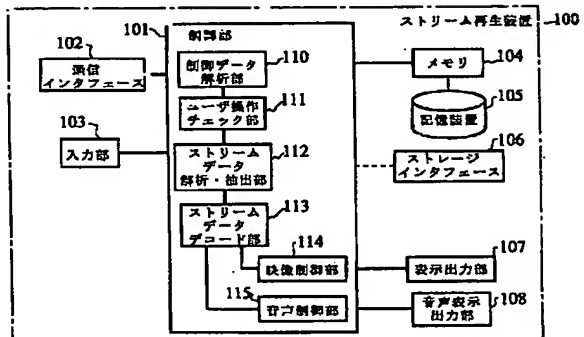 ストリーム再生装置
100
101
制御部
102
通信
インタフェース
103
入力部
110
制御データ
解析部
111
ユーザ操作
チェック部
112
ストリーム
データ
解析・抽出部
113
ストリーム
データ
デコード部
114
映像制御部
115
音声制御部
104
メモリ
105
記憶装置
106
ストレージ
インタフェース
107
表示出力部
108
音声表示
出力部